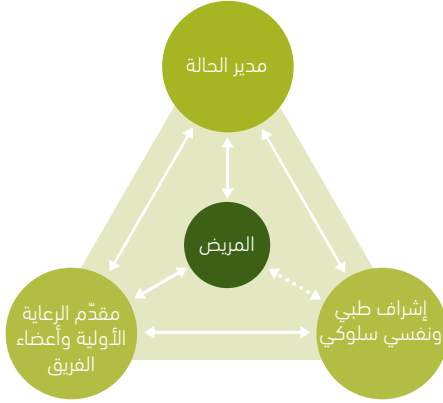 مدير الحالة
المريض
إشراف طبي
ونفسي سلوكي
مقدّم الرعاية
الأولية وأعضاء
الفريق